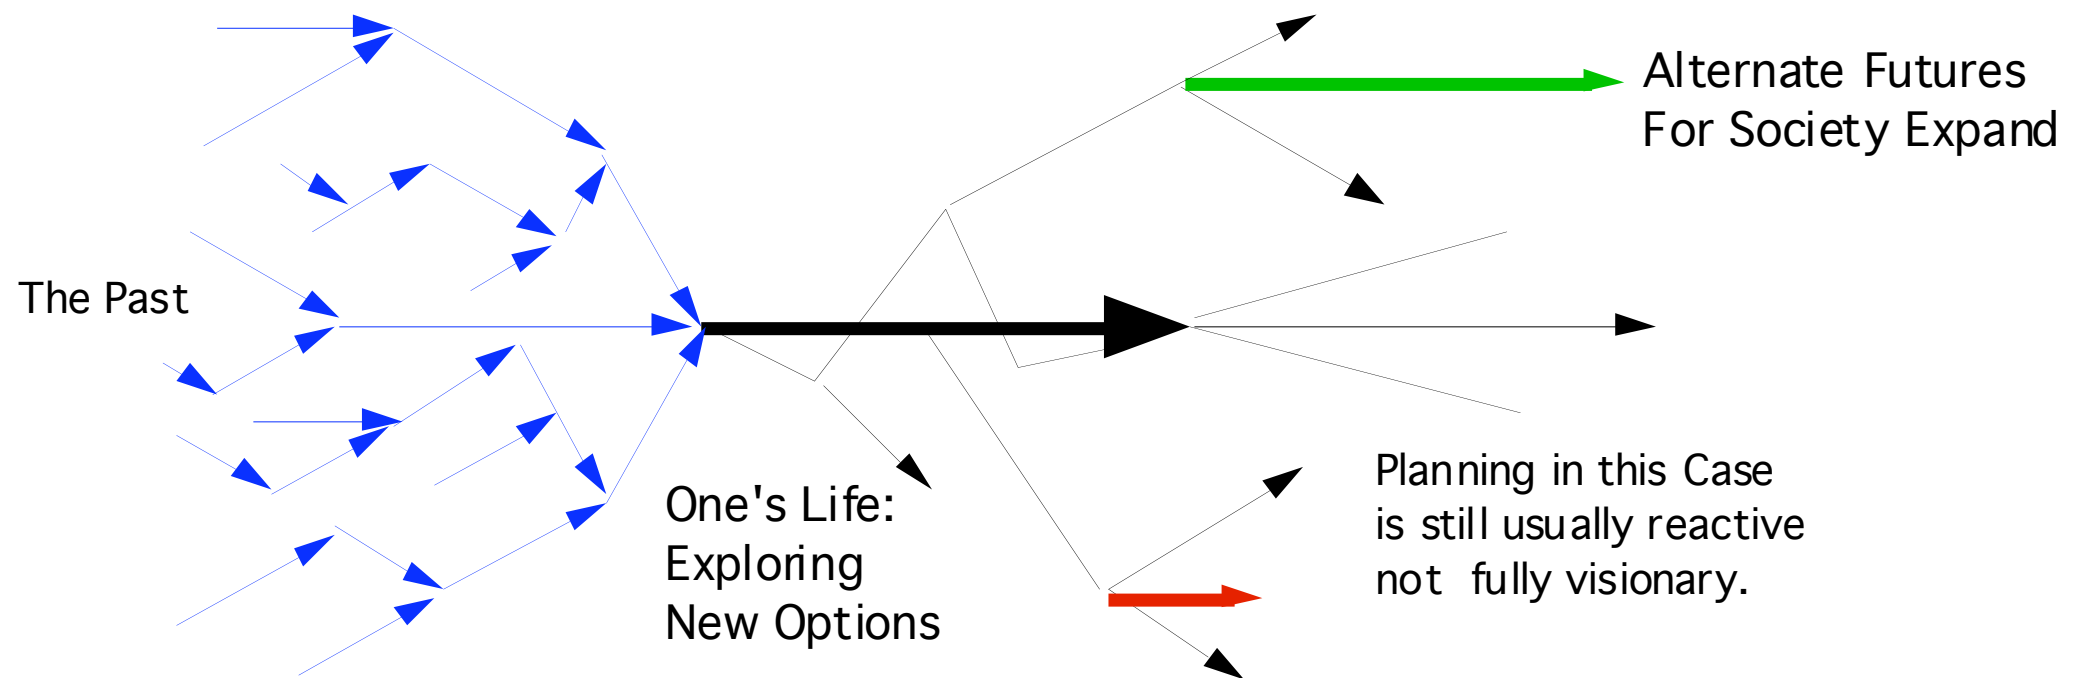 Alternate Futures
For Society Expand
The Past
One's Life:
Exploring
New Options
Planning in this Case
is still usually reactive
not fully visionary.